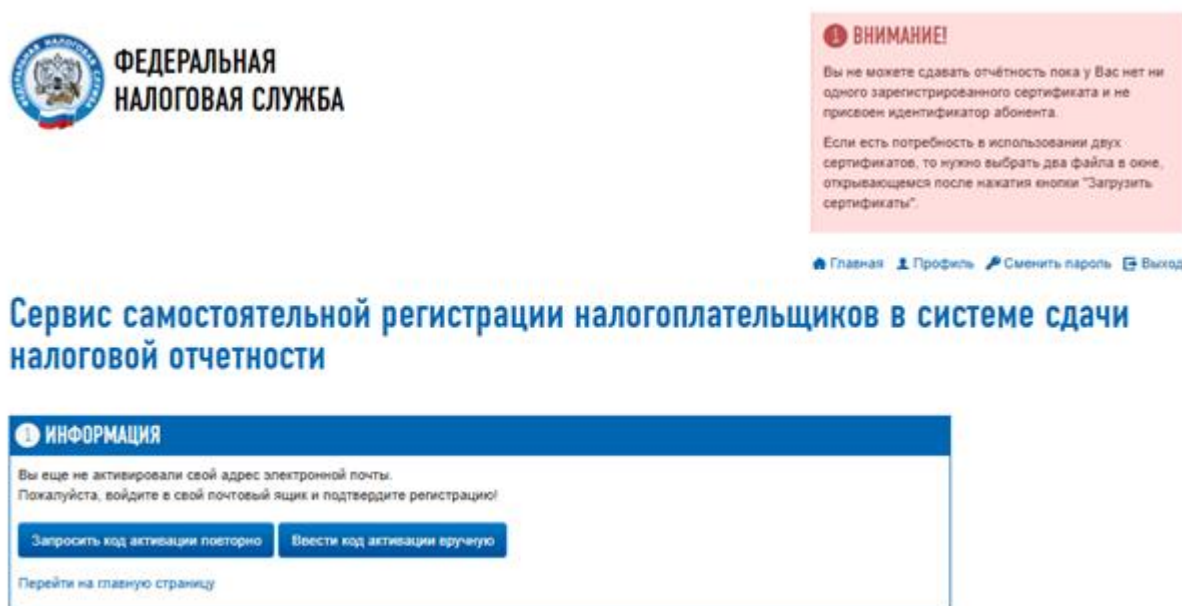 ФЕДЕРАЛЬНАЯ
НАЛОГОВАЯ СЛУЖБА
ВНИМАНИЕ!
Вы не можете сдавать отчётность пока у Вас нет ни
одного зарегистрированного сертификата и не
присвоен идентификатор абонента.
Если есть потребность в использовании двух
сертификатов, то нужно выбрать два файла в окне,
открывающемся после нажатия кнопки "Загрузить
сертификаты".
Главная Профиль Сменить пароль Выход
Сервис самостоятельной регистрации налогоплательщиков в системе сдачи
налоговой отчетности
ИНФОРМАЦИЯ
Вы еще не активировали свой адрес электронной почты.
Пожалуйста, войдите в свой почтовый ящик и подтвердите регистрацию!
Запросить код активации повторно Ввести код активации вручную
Перейти на главную страницу